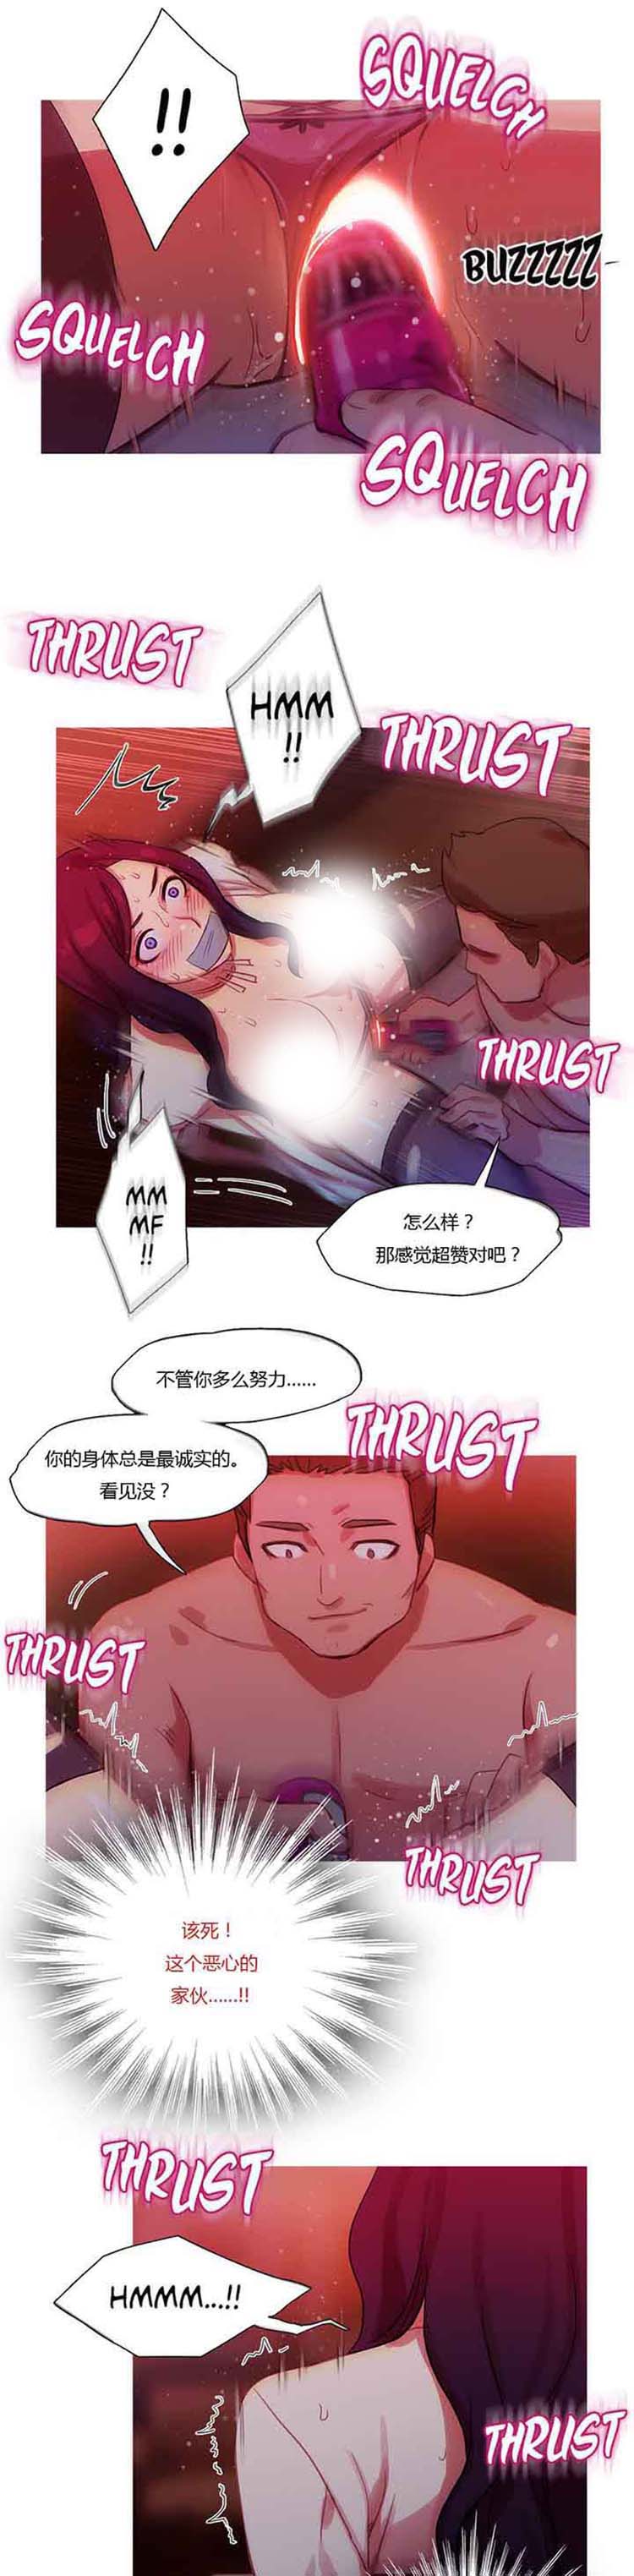 !!
SQUELCH
BUZZZZZ
SQUELCH
SQUELCH
THRUST
HMM
!!
THRUST
THRUST
MM
MF
!!
怎么样？
那感觉超赞对吧？
不管你多么努力……
你的身体总是最诚实的。
看见没？
THRUST
THRUST
THRUST
该死！
这个恶心的
家伙……!!
THRUST
HMMM...!!
THRUST